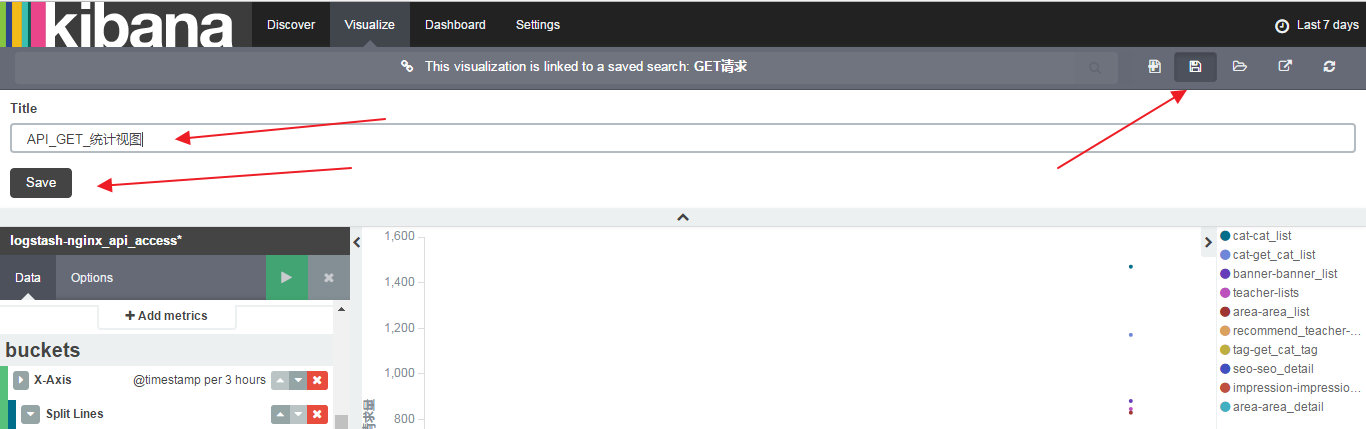 kibana Discover Visualize Dashboard Settings Last 7 days
This visualization is linked to a saved search: GET请求
Title
API_GET_统计视图
Save
logstash-nginx_api_access*
Data Options
Add metrics
buckets
X-Axis @timestamp per 3 hours
Split Lines
1,600
1,400
1,200
1,000
800
cat-cat_list
cat-get_cat_list
banner-banner_list
teacher-lists
area-area_list
recommend_teacher-...
tag-get_cat_tag
seo-seo_detail
impression-impressio...
area-area_detail